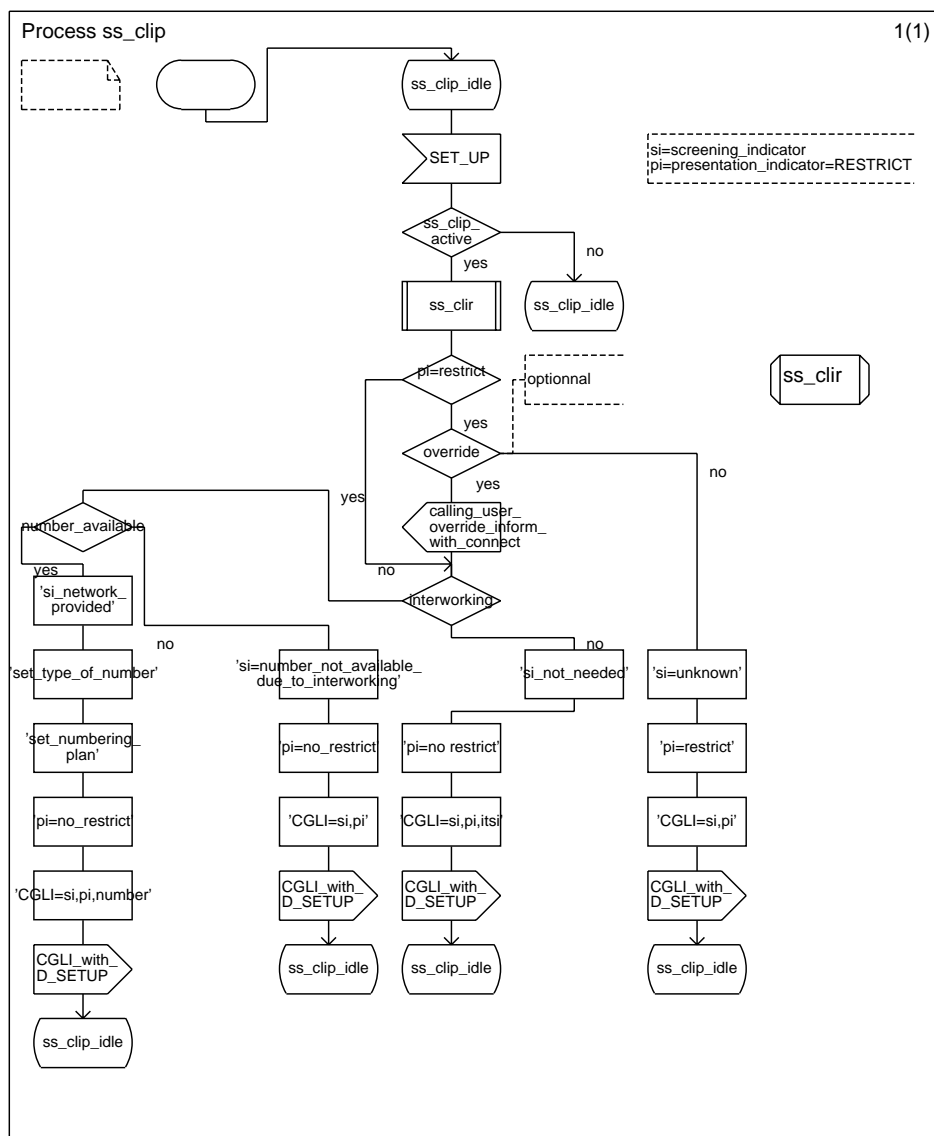 Process ss_clip
1(1)
ss_clip_idle
SET_UP
si=screening_indicator
pi=presentation_indicator=RESTRICT
ss_clip_
active
no
yes
ss_clir
ss_clip_idle
pi=restrict
optionnal
ss_clir
yes
override
no
yes
yes
calling_user_
override_inform_
with_connect
number_available
yes
no
'si_network_
provided'
interworking
no
no
'set_type_of_number'
'si=number_not_available_
due_to_interworking'
'si_not_needed'
'si=unknown'
'set_numbering_
plan'
'pi=no_restrict'
'pi=no restrict'
'pi=restrict'
'pi=no_restrict'
'CGLI=si,pi'
'CGLI=si,pi,itsi'
'CGLI=si,pi'
'CGLI=si,pi,number'
CGLI_with_
D_SETUP
CGLI_with_
D_SETUP
CGLI_with_
D_SETUP
CGLI_with_
D_SETUP
ss_clip_idle
ss_clip_idle
ss_clip_idle
ss_clip_idle